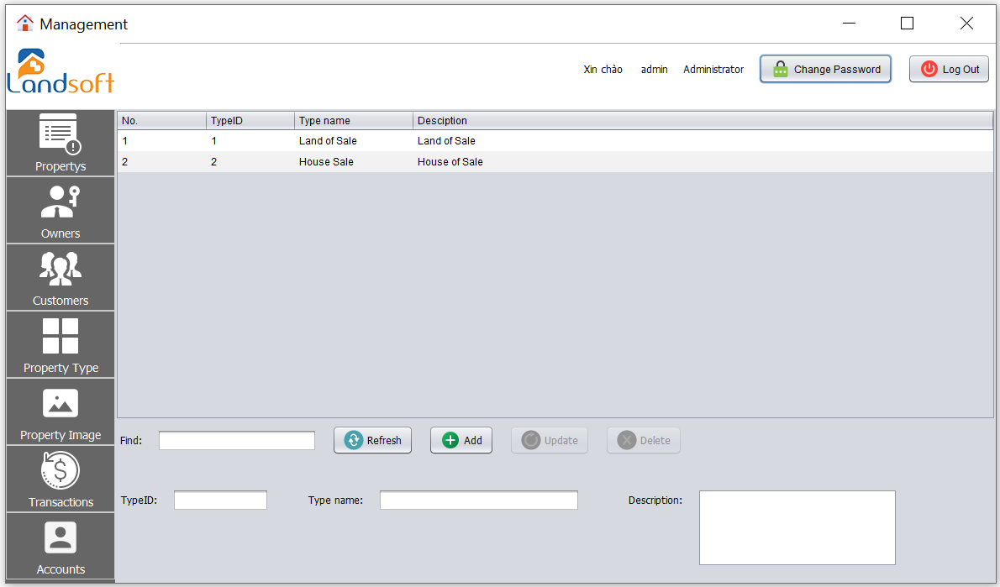 Management
Landsoft
Xin chào admin Administrator Change Password Log Out
Propertys
Owners
Customers
Property Type
Property Image
Transactions
Accounts
No. TypeID Type name Desciption
1 1 Land of Sale Land of Sale
2 2 House Sale House of Sale
Find: Refresh Add Update Delete
TypeID: Type name: Description: